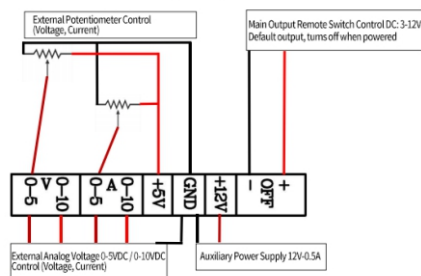 External Potentiometer Control
(Voltage, Current)
Main Output Remote Switch Control DC: 3-12V
Default output, turns off when powered
0-5
V
0-10
0-5
A
0-10
+5V
GND
+12V
-
OFF
+
External Analog Voltage 0-5VDC / 0-10VDC
Control (Voltage, Current)
Auxiliary Power Supply 12V-0.5A